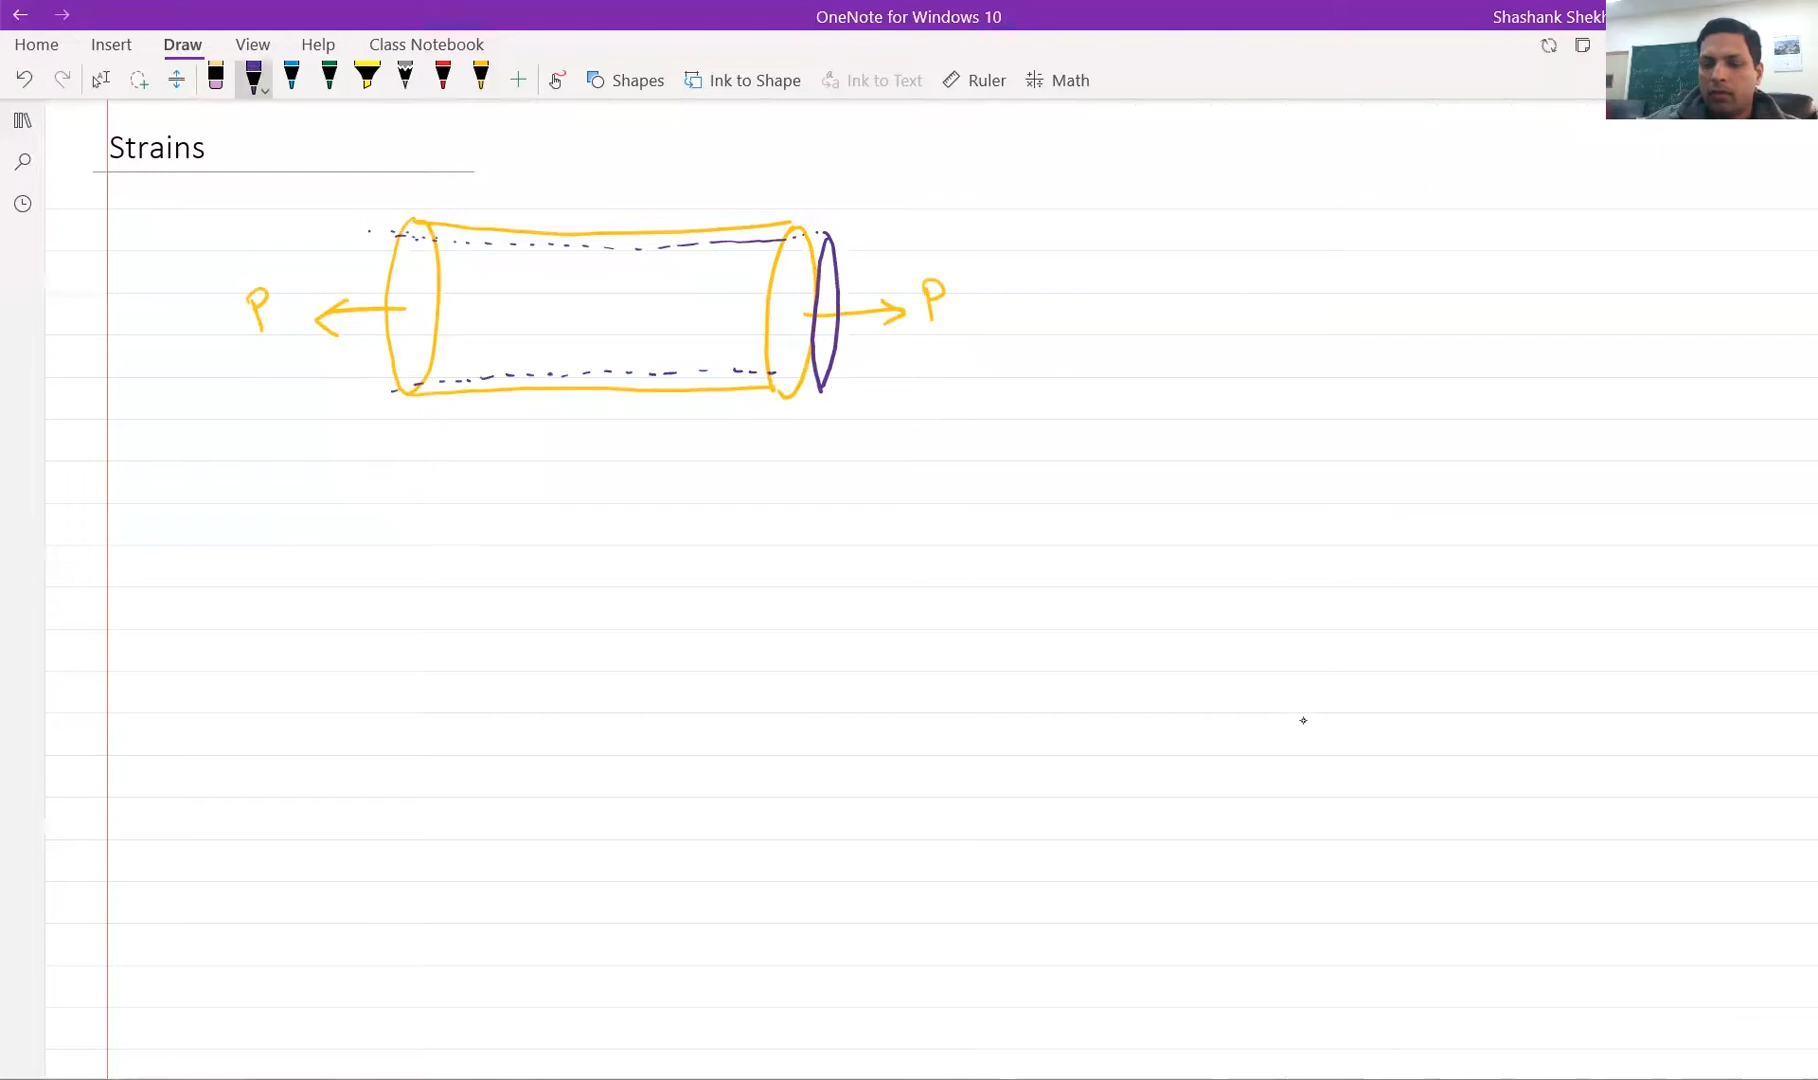 OneNote for Windows 10
Shashank Shekh
Home Insert Draw View Help Class Notebook
Shapes Ink to Shape Ink to Text Ruler Math
Strains
P P